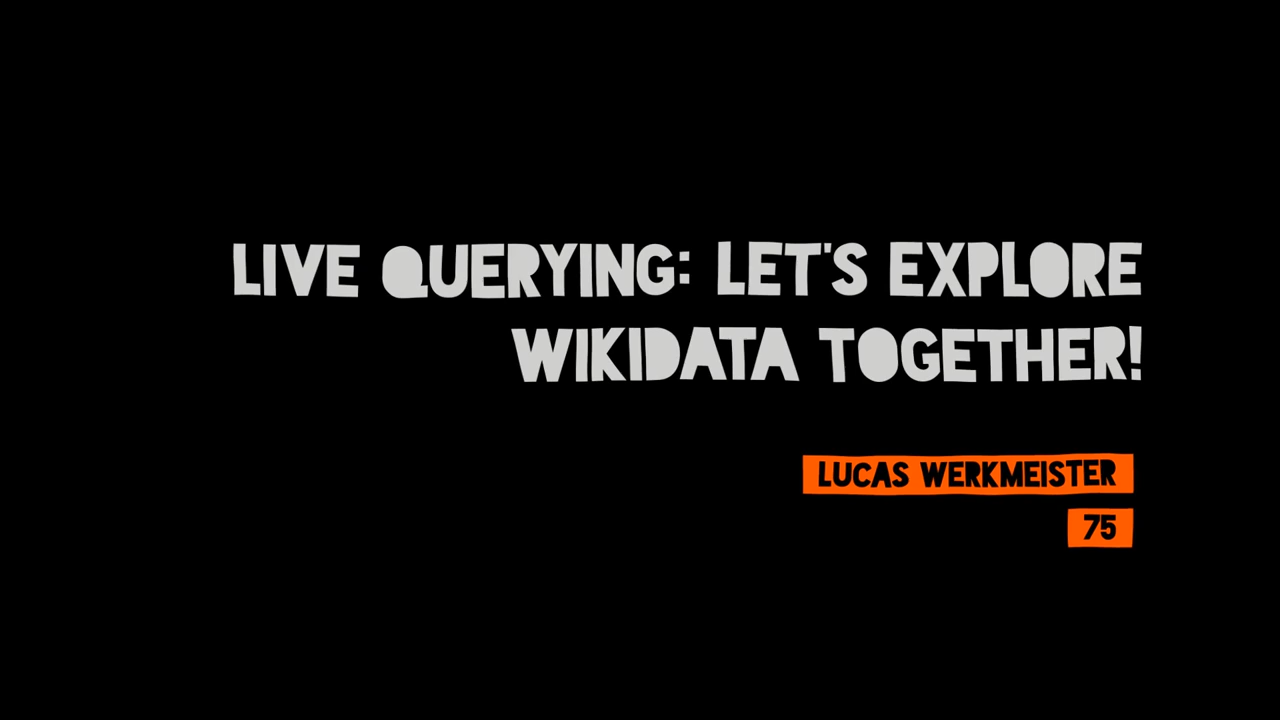 LIVE QUERYING: LET'S EXPLORE
WIKIDATA TOGETHER!
LUCAS WERKMEISTER
75